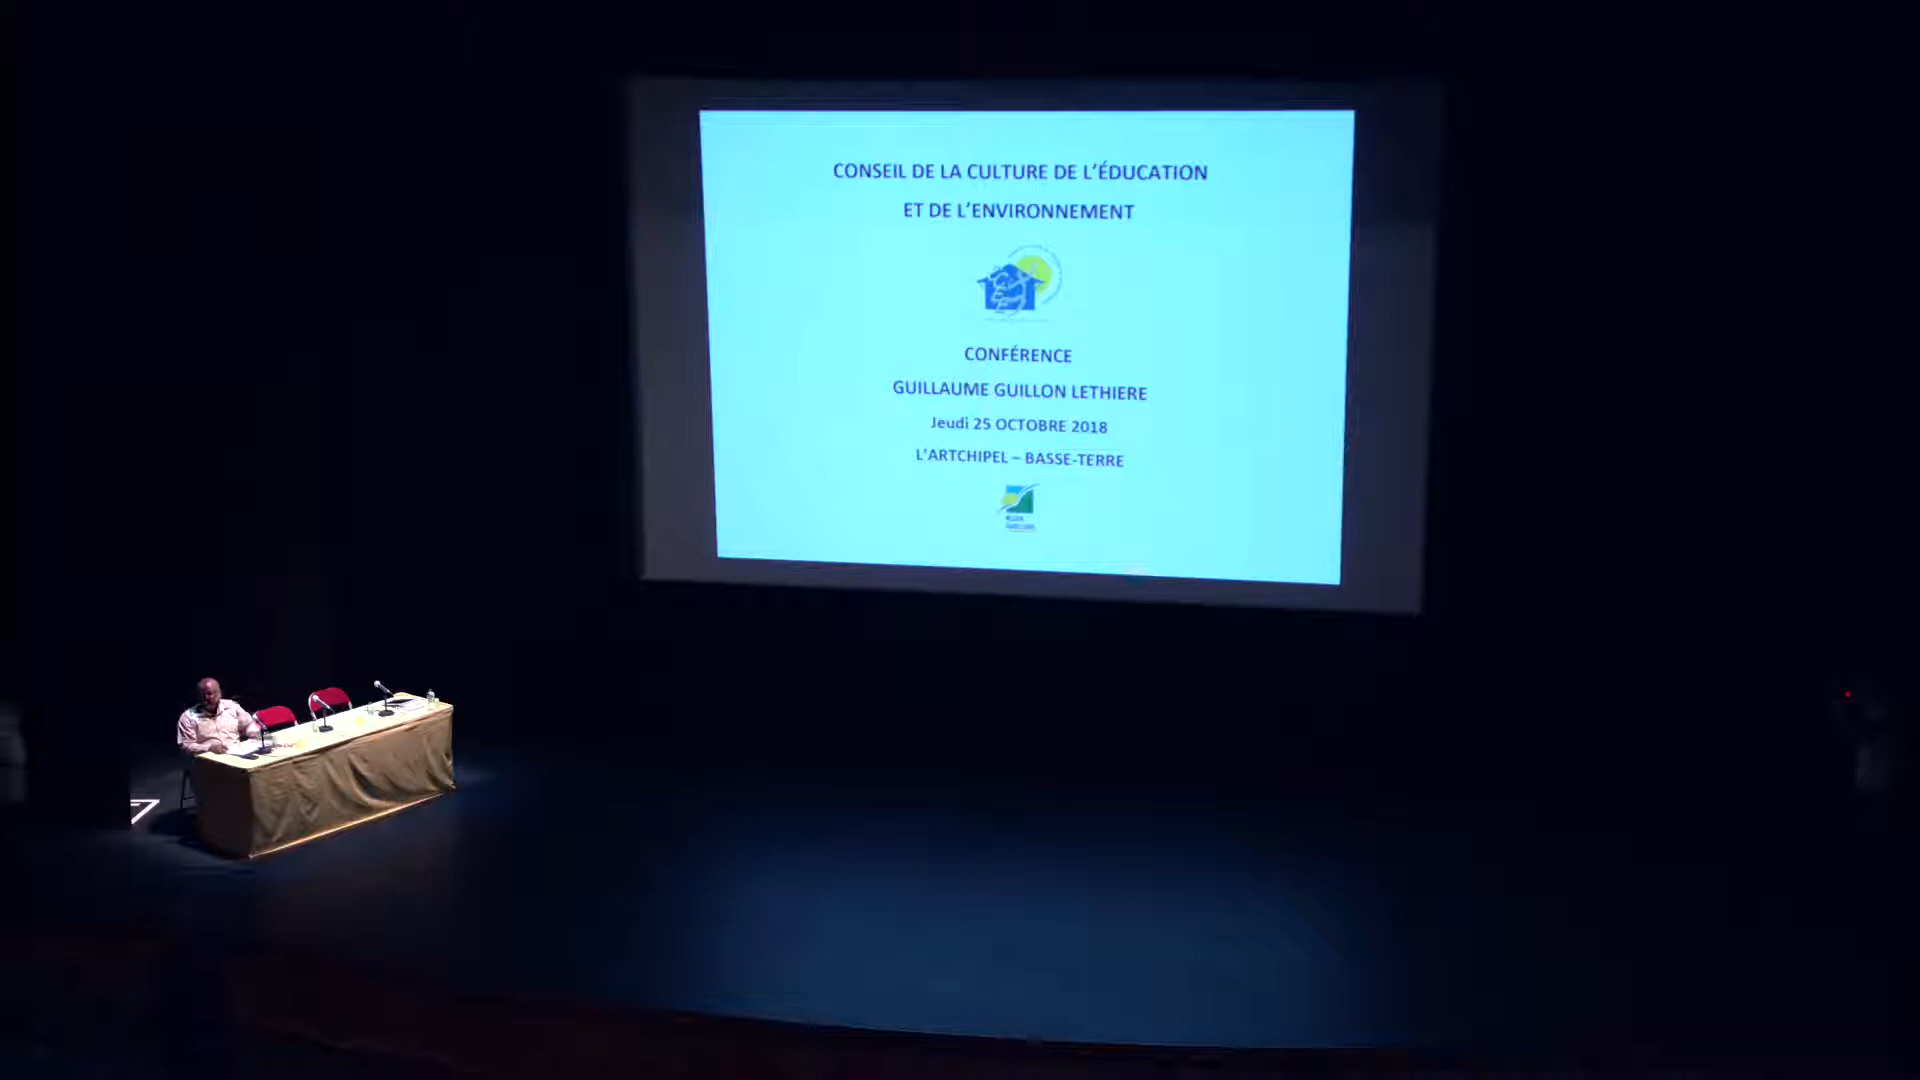 CONSEIL DE LA CULTURE DE L'ÉDUCATION
ET DE L'ENVIRONNEMENT
CONFÉRENCE
GUILLAUME GUILLON LETHIERE
Jeudi 25 OCTOBRE 2018
L'ARTCHIPEL – BASSE-TERRE